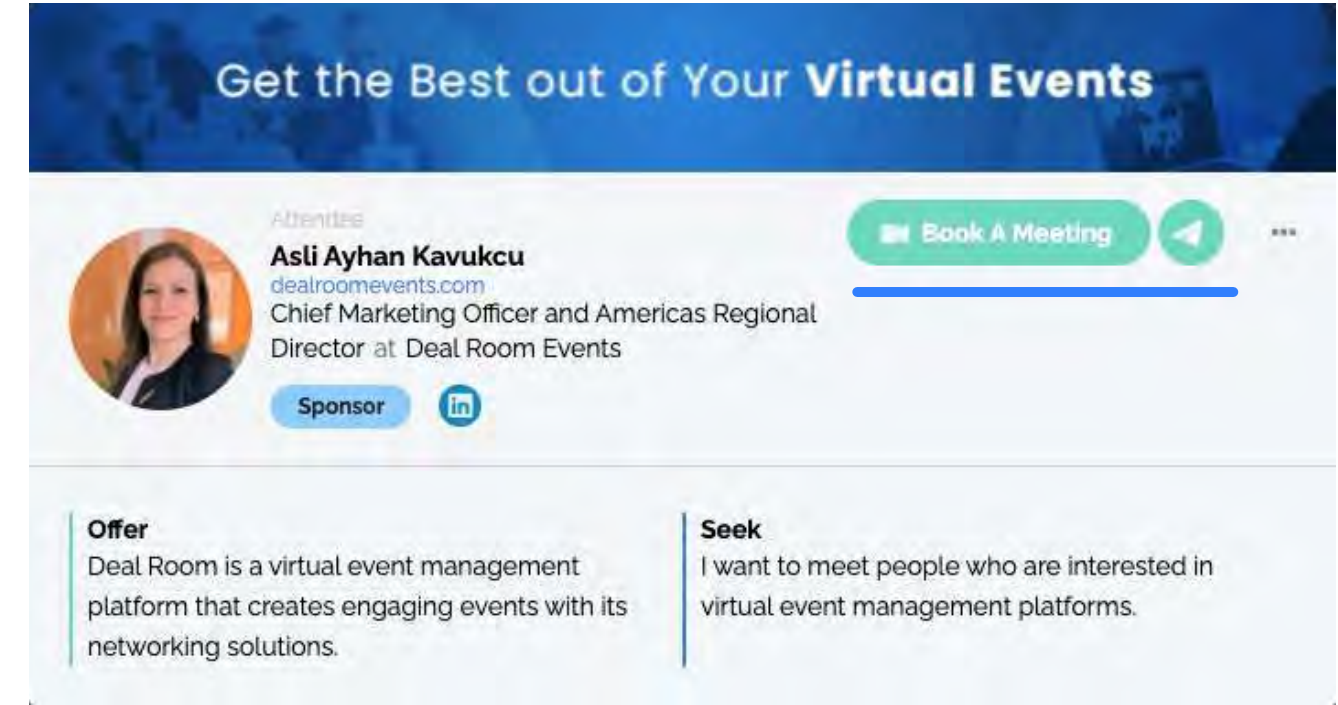 Get the Best out of Your Virtual Events
Attendee
Book A Meeting
Asli Ayhan Kavukcu
dealroomevents.com
Chief Marketing Officer and Americas Regional
Director at Deal Room Events
Sponsor
in
Offer
Deal Room is a virtual event management
platform that creates engaging events with its
networking solutions.
Seek
I want to meet people who are interested in
virtual event management platforms.